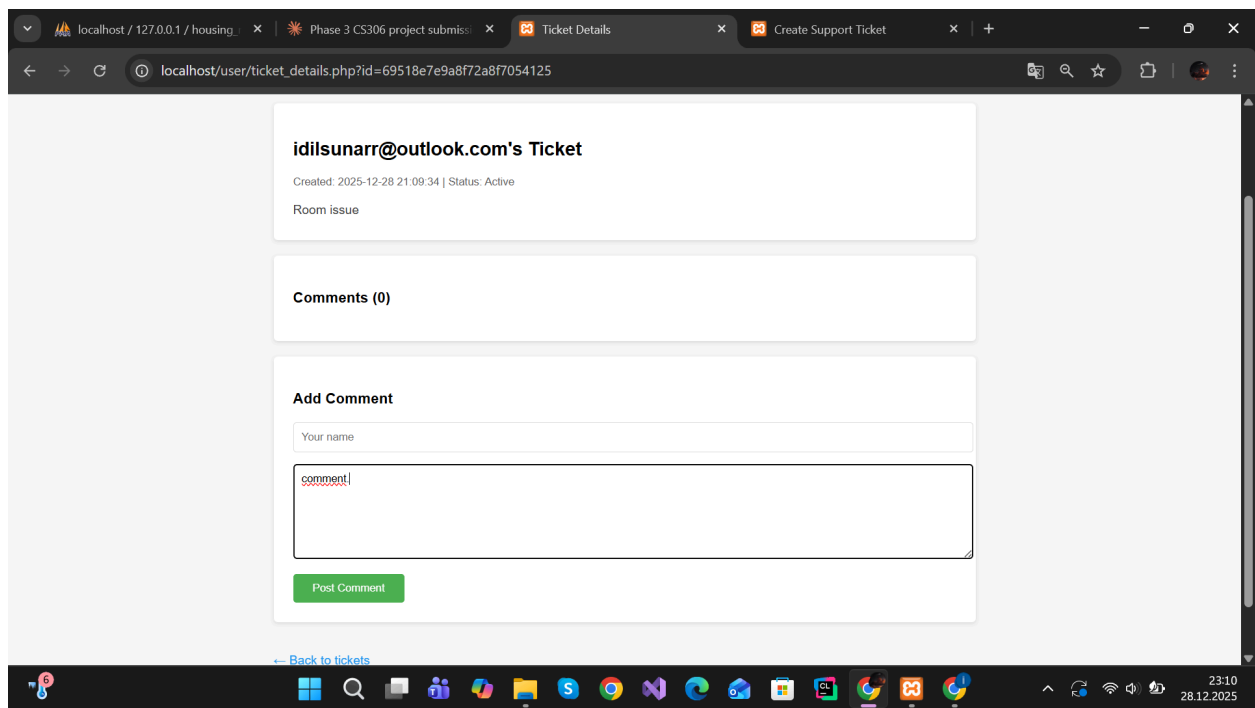 localhost / 127.0.0.1 / housing_
Phase 3 CS306 project submiss
Ticket Details
Create Support Ticket
localhost/user/ticket_details.php?id=69518e7e9a8f72a8f7054125
idilsunarr@outlook.com's Ticket
Created: 2025-12-28 21:09:34 | Status: Active
Room issue
Comments (0)
Add Comment
Your name
comment
Post Comment
← Back to tickets
6
23:10
28.12.2025